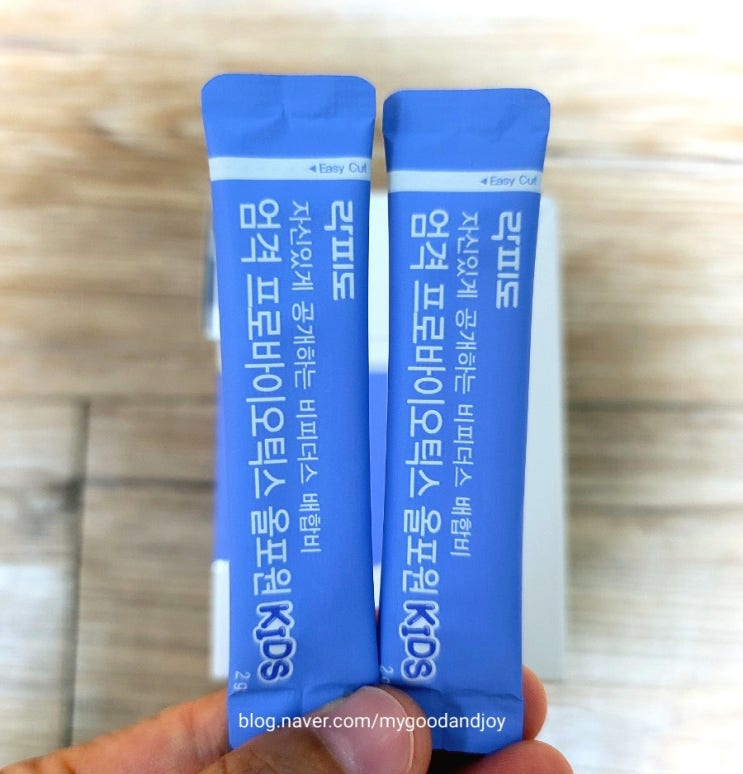 ◄ Easy Cut
락피도
자신있게 공개하는 비피더스 배합비
엄격 프로바이오틱스 올포원 KIDS
2g
◄ Easy Cut
락피도
자신있게 공개하는 비피더스 배합비
엄격 프로바이오틱스 올포원 KIDS
blog.naver.com/mygoodandjoy